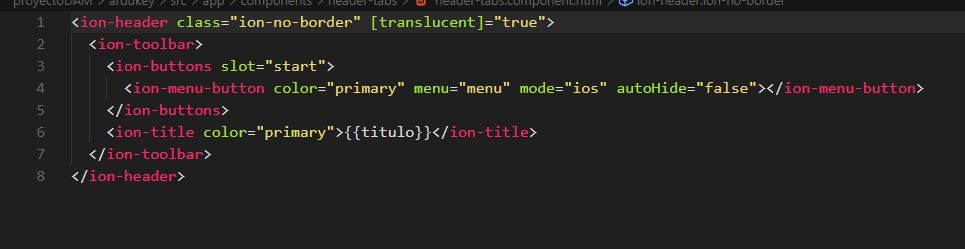 proyectoDAM > ardukey > src > app > components > header-tabs > header-tabs.component.html > ion-header.ion-no-border
1 <ion-header class="ion-no-border" [translucent]="true">
2 <ion-toolbar>
3 <ion-buttons slot="start">
4 <ion-menu-button color="primary" menu="menu" mode="ios" autoHide="false"></ion-menu-button>
5 </ion-buttons>
6 <ion-title color="primary">{{titulo}}</ion-title>
7 </ion-toolbar>
8 </ion-header>